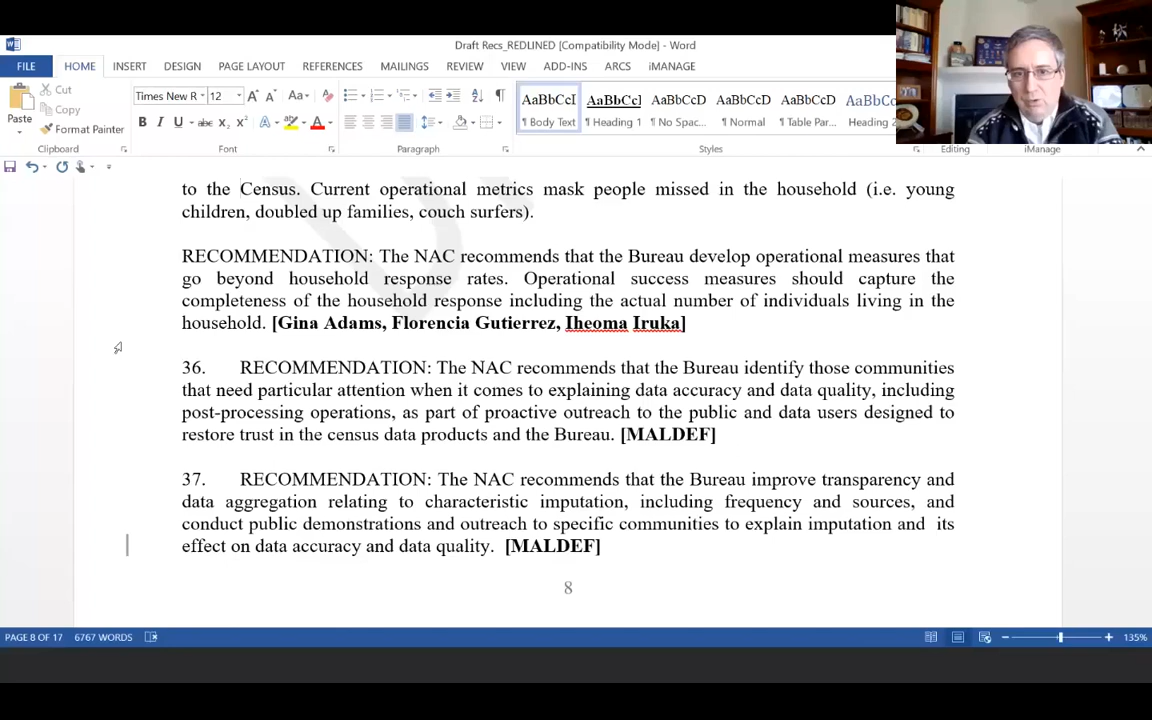 Draft Recs_REDLINED [Compatibility Mode] - Word
FILE HOME INSERT DESIGN PAGE LAYOUT REFERENCES MAILINGS REVIEW VIEW ADD-INS ARCS iMANAGE
Paste
Cut
Copy
Format Painter
Times New R 12
AaBbCcI AaBbCcI AaBbCcD AaBbCcD AaBbCcD AaBbCc
¶ Body Text ¶ Heading 1 ¶ No Spac... ¶ Normal ¶ Table Par... Heading 2
Clipboard Font Paragraph Styles Editing iManage
to the Census. Current operational metrics mask people missed in the household (i.e. young
children, doubled up families, couch surfers).
RECOMMENDATION: The NAC recommends that the Bureau develop operational measures that
go beyond household response rates. Operational success measures should capture the
completeness of the household response including the actual number of individuals living in the
household. [Gina Adams, Florencia Gutierrez, Iheoma Iruka]
36. RECOMMENDATION: The NAC recommends that the Bureau identify those communities
that need particular attention when it comes to explaining data accuracy and data quality, including
post-processing operations, as part of proactive outreach to the public and data users designed to
restore trust in the census data products and the Bureau. [MALDEF]
37. RECOMMENDATION: The NAC recommends that the Bureau improve transparency and
data aggregation relating to characteristic imputation, including frequency and sources, and
conduct public demonstrations and outreach to specific communities to explain imputation and its
effect on data accuracy and data quality. [MALDEF]
8
PAGE 8 OF 17 6767 WORDS 135%